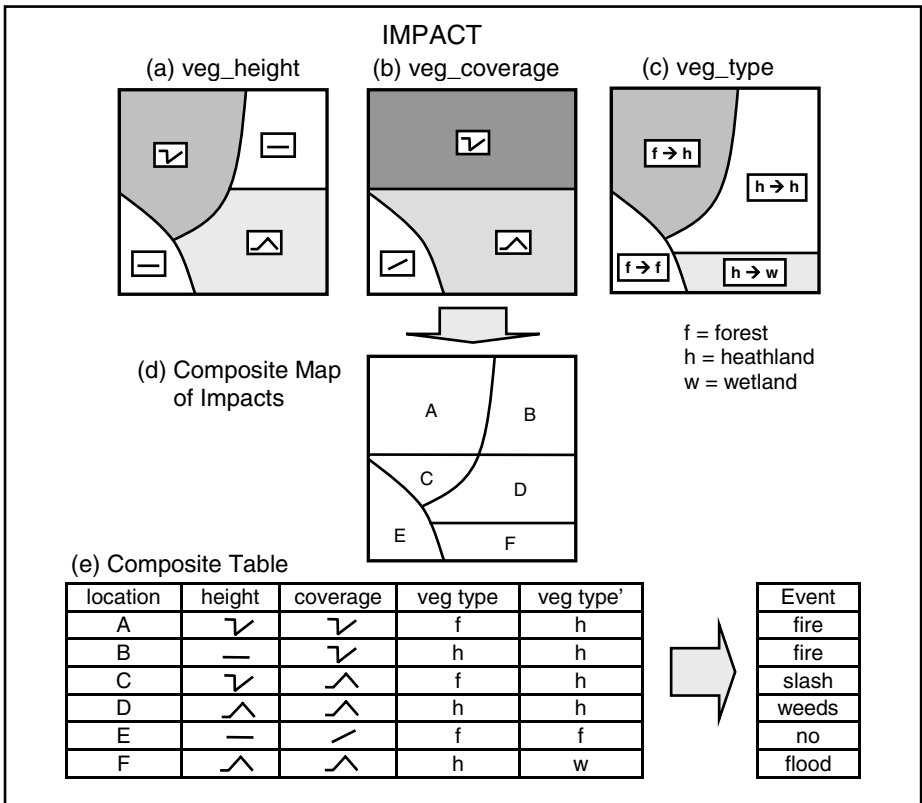 IMPACT
(a) veg_height
(b) veg_coverage
(c) veg_type
f → h
h → h
f → f
h → w
f = forest
h = heathland
w = wetland
(d) Composite Map
of Impacts
A
B
C
D
E
F
(e) Composite Table
location height coverage veg type veg type’ Event
A f h fire
B h h fire
C f h slash
D h h weeds
E f f no
F h w flood